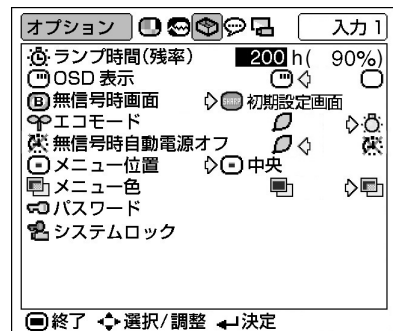 オプション 入力 1
ランプ時間(残率) 200 h( 90%)
OSD 表示
B 無信号時画面 SHARP 初期設定画面
エコモード
無信号時自動電源オフ
メニュー位置 中央
メニュー色
パスワード
システムロック
終了 選択/調整 決定